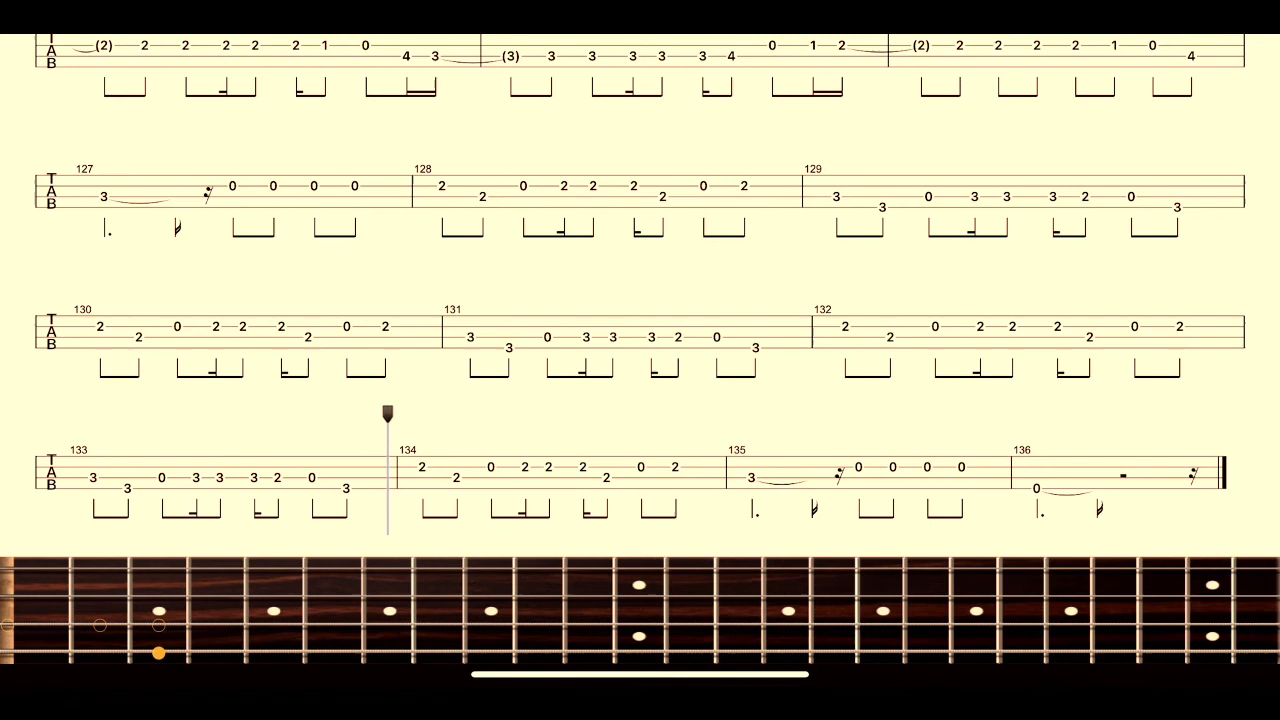 T (2) 2 2 2 2 2 1 0 4 3 (3) 3 3 3 3 3 4 0 1 2 (2) 2 2 2 2 1 0 4
A
B
127 128 129
T A B 3 0 0 0 0 2 2 0 2 2 2 2 0 2 3 3 0 3 3 3 2 0 3
130 131 132
T A B 2 2 0 2 2 2 2 0 2 3 3 0 3 3 3 2 0 3 2 2 0 2 2 2 2 0 2
133 134 135 136
T A B 3 3 0 3 3 3 2 0 3 2 2 0 2 2 2 2 0 2 3 0 0 0 0 0